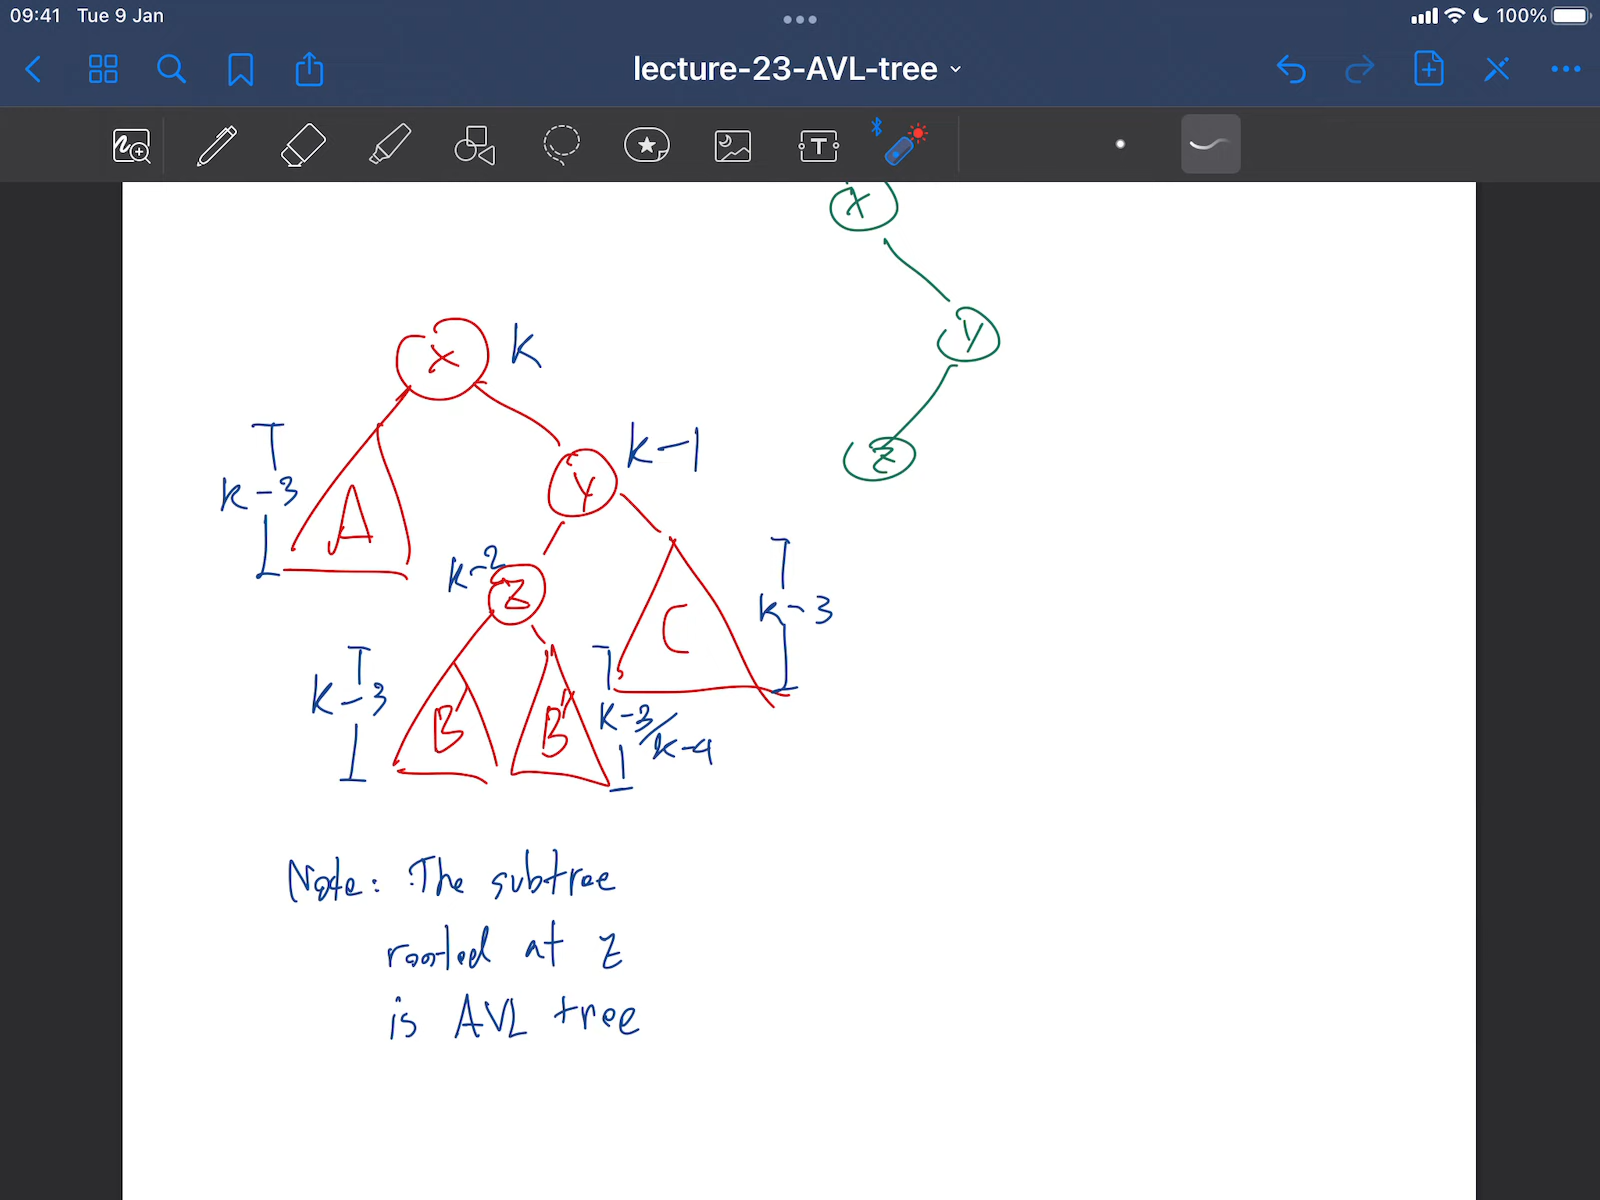 09:41 Tue 9 Jan
100%
lecture-23-AVL-tree
T
X
Y
Z
X
K
K-1
K-3
A
Y
K-2
Z
C
K-3
K-3
B
B'
K-3/K-4
Note: The subtree
rooted at z
is AVL tree